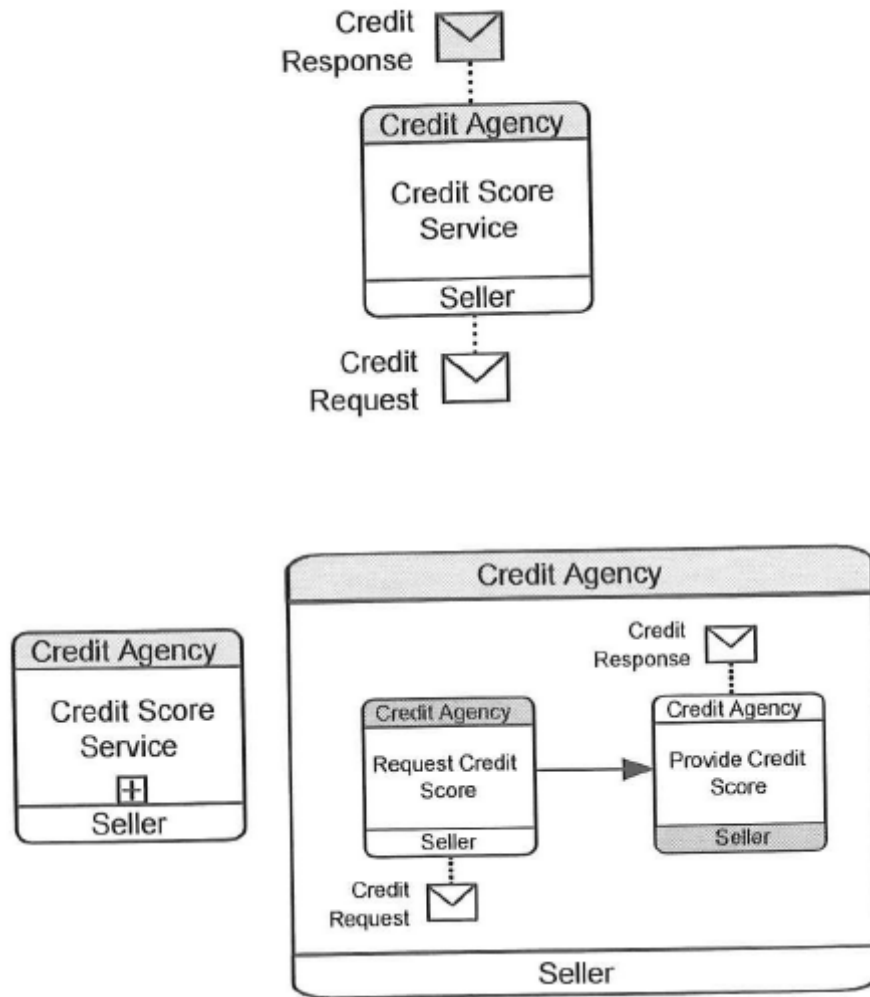 Credit
Response
Credit Agency
Credit Score
Service
Seller
Credit
Request
Credit Agency
Credit Score
Service
Seller
Credit Agency
Credit
Response
Credit Agency
Request Credit
Score
Seller
Credit
Request
Credit Agency
Provide Credit
Score
Seller
Seller